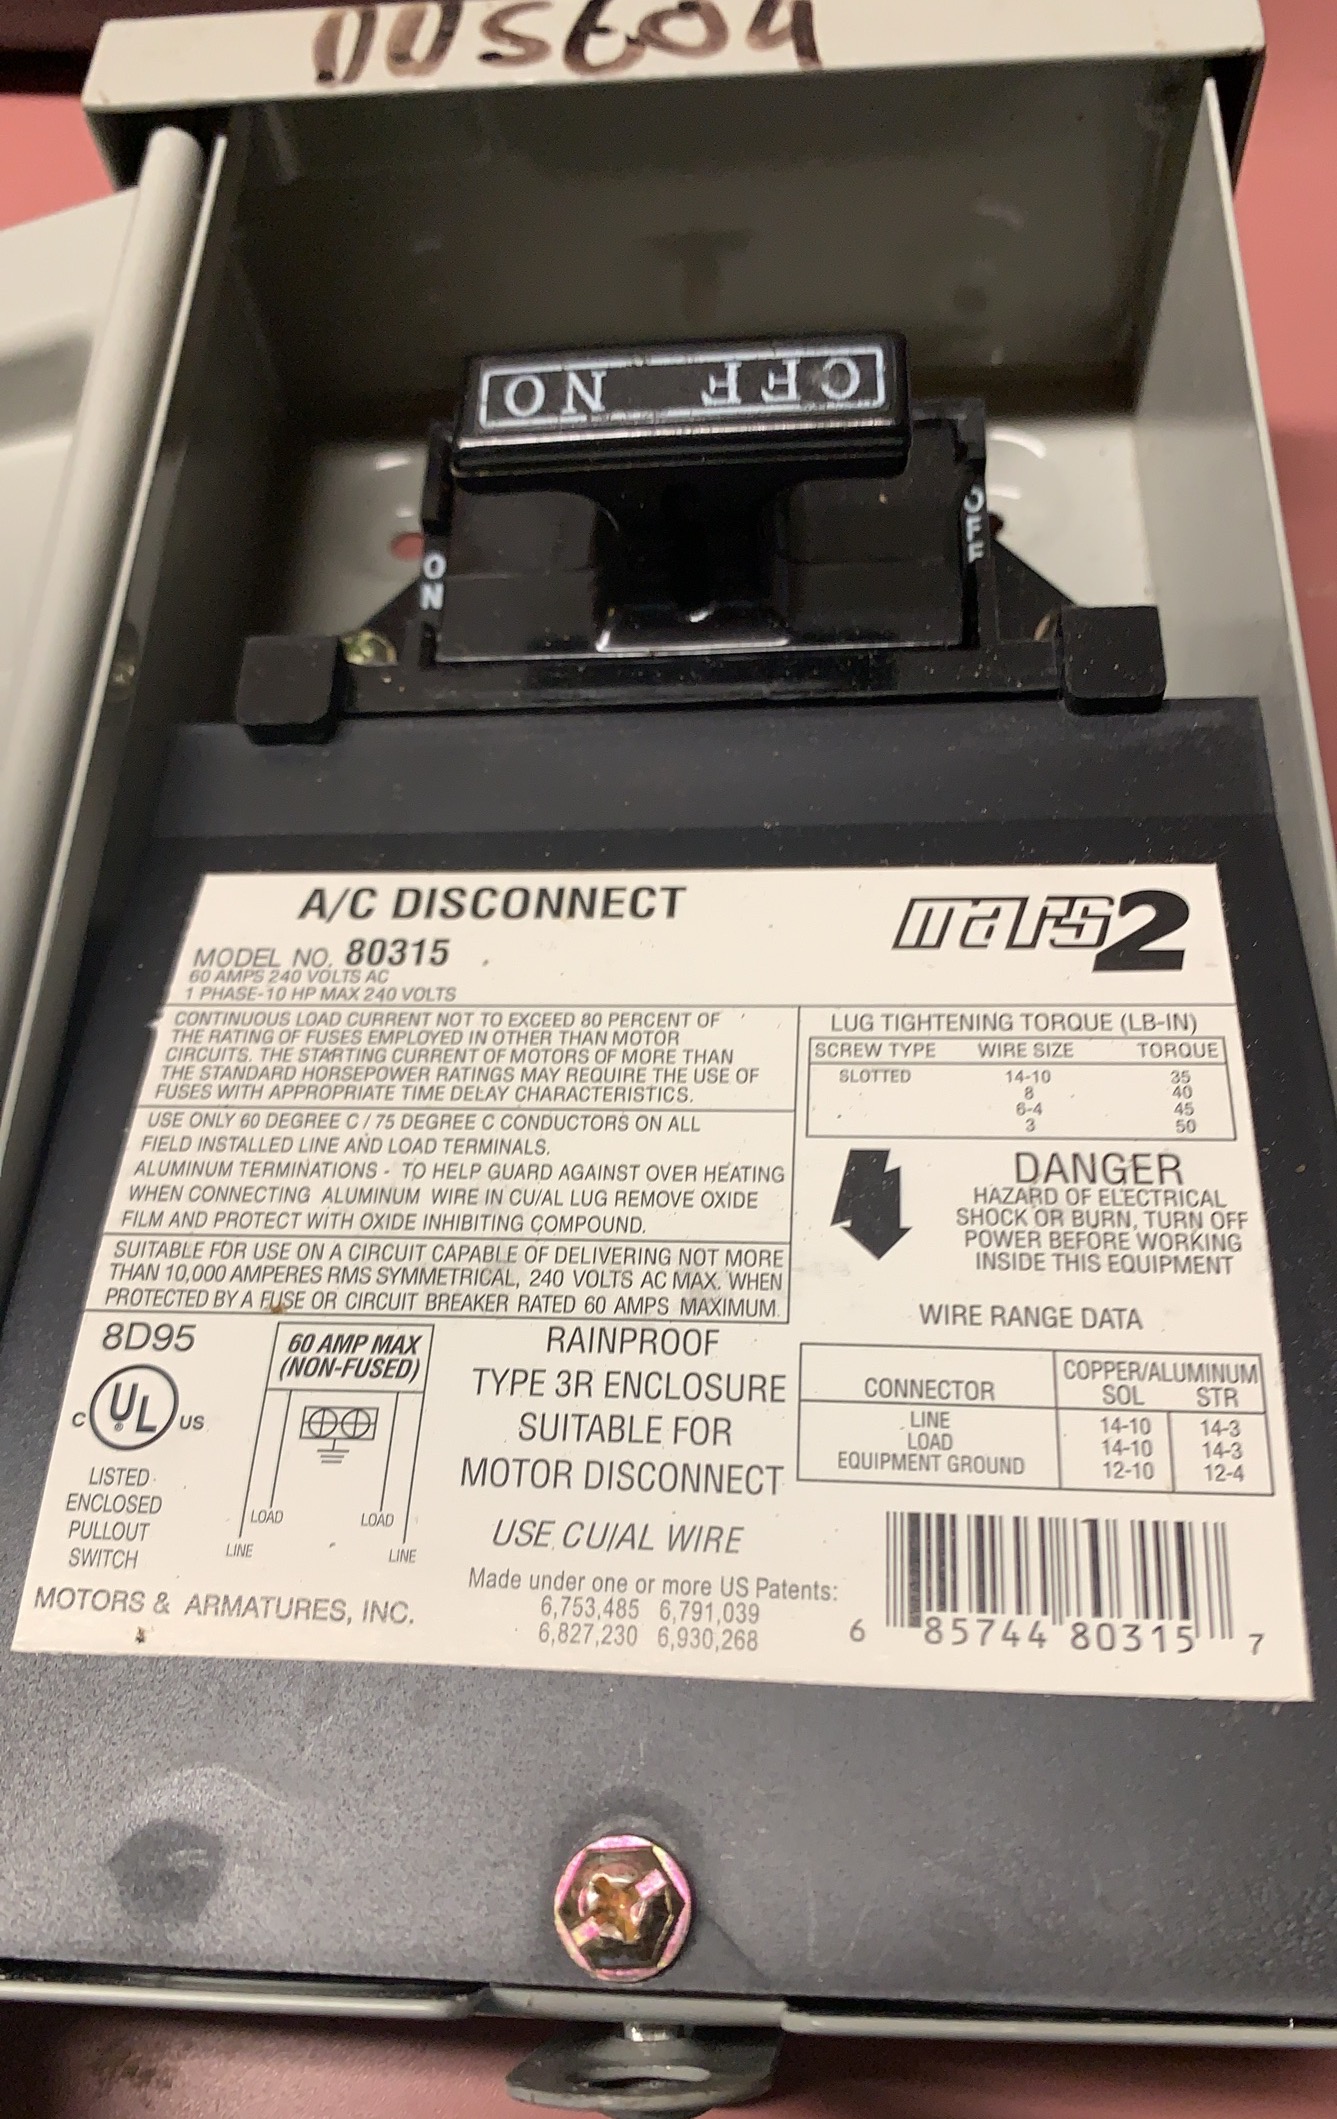 DDS604
OFF ON
ON
OFF
A/C DISCONNECT
mars2
MODEL NO. 80315
60 AMPS 240 VOLTS AC
1 PHASE-10 HP MAX 240 VOLTS
CONTINUOUS LOAD CURRENT NOT TO EXCEED 80 PERCENT OF
THE RATING OF FUSES EMPLOYED IN OTHER THAN MOTOR
CIRCUITS. THE STARTING CURRENT OF MOTORS OF MORE THAN
THE STANDARD HORSEPOWER RATINGS MAY REQUIRE THE USE OF
FUSES WITH APPROPRIATE TIME DELAY CHARACTERISTICS.
USE ONLY 60 DEGREE C / 75 DEGREE C CONDUCTORS ON ALL
FIELD INSTALLED LINE AND LOAD TERMINALS.
ALUMINUM TERMINATIONS - TO HELP GUARD AGAINST OVER HEATING
WHEN CONNECTING ALUMINUM WIRE IN CU/AL LUG REMOVE OXIDE
FILM AND PROTECT WITH OXIDE INHIBITING COMPOUND.
SUITABLE FOR USE ON A CIRCUIT CAPABLE OF DELIVERING NOT MORE
THAN 10,000 AMPERES RMS SYMMETRICAL, 240 VOLTS AC MAX. WHEN
PROTECTED BY A FUSE OR CIRCUIT BREAKER RATED 60 AMPS MAXIMUM.
LUG TIGHTENING TORQUE (LB-IN)
SCREW TYPE WIRE SIZE TORQUE
SLOTTED 14-10 35
8 40
6-4 45
3 50
DANGER
HAZARD OF ELECTRICAL
SHOCK OR BURN, TURN OFF
POWER BEFORE WORKING
INSIDE THIS EQUIPMENT
8D95
C UL ® US
LISTED
ENCLOSED
PULLOUT
SWITCH
60 AMP MAX
(NON-FUSED)
LOAD LOAD
LINE LINE
RAINPROOF
TYPE 3R ENCLOSURE
SUITABLE FOR
MOTOR DISCONNECT
USE CU/AL WIRE
WIRE RANGE DATA
CONNECTOR COPPER/ALUMINUM
SOL STR
LINE 14-10 14-3
LOAD 14-10 14-3
EQUIPMENT GROUND 12-10 12-4
MOTORS & ARMATURES, INC.
Made under one or more US Patents:
6,753,485 6,791,039
6,827,230 6,930,268
6 85744 80315 7